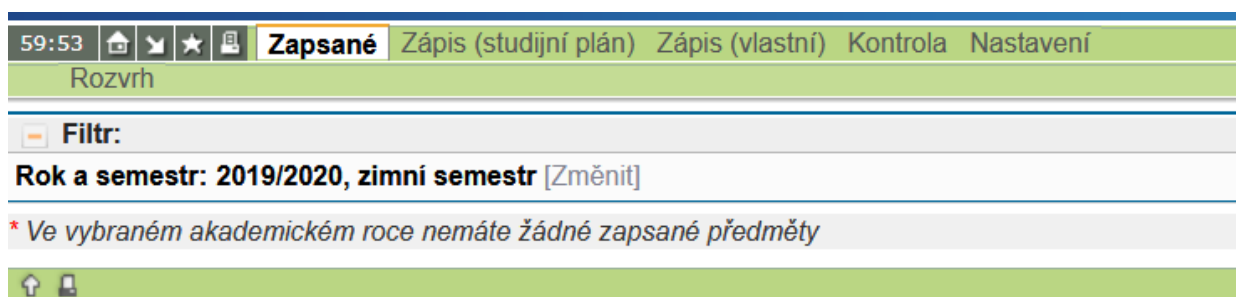 59:53 Zapsané Zápis (studijní plán) Zápis (vlastní) Kontrola Nastavení
Rozvrh
Filtr:
Rok a semestr: 2019/2020, zimní semestr [Změnit]
* Ve vybraném akademickém roce nemáte žádné zapsané předměty